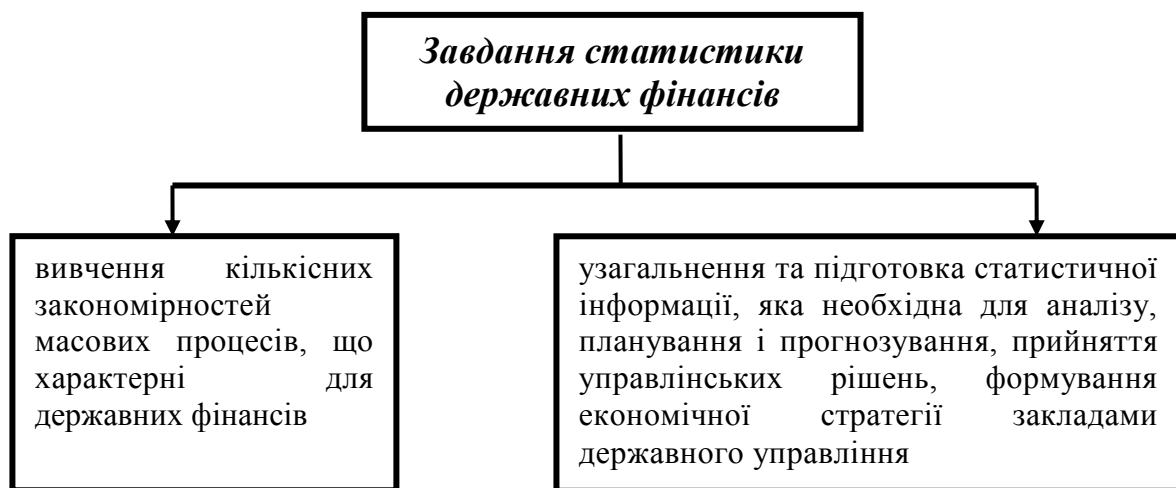 Завдання статистики
державних фінансів
вивчення кількісних
закономірностей
масових процесів, що
характерні для
державних фінансів
узагальнення та підготовка статистичної
інформації, яка необхідна для аналізу,
планування і прогнозування, прийняття
управлінських рішень, формування
економічної стратегії закладами
державного управління